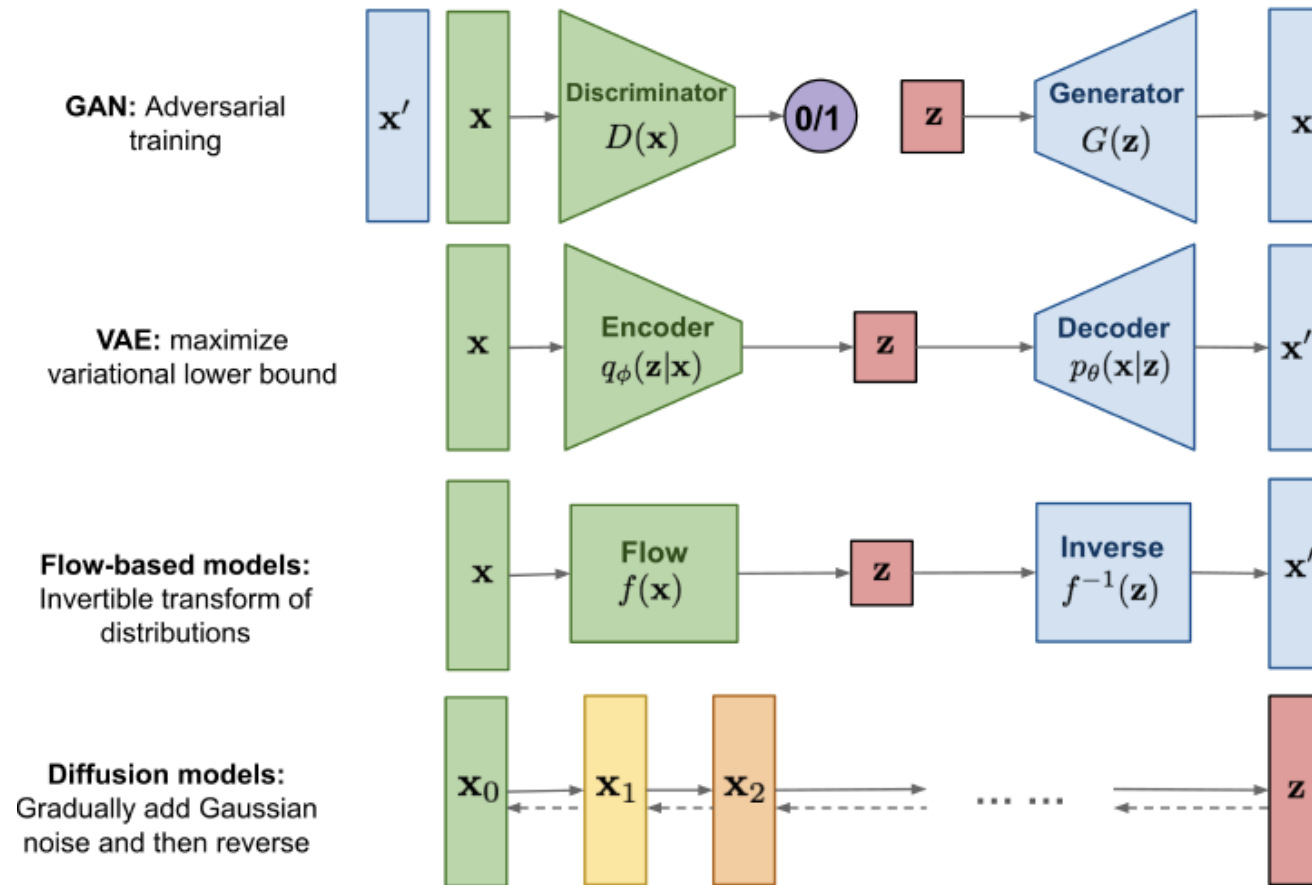 GAN: Adversarial
training
x′
x
Discriminator
D(x)
0/1
z
Generator
G(z)
x
VAE: maximize
variational lower bound
x
Encoder
qϕ(z|x)
z
Decoder
pθ(x|z)
x′
Flow-based models:
Invertible transform of
distributions
x
Flow
f(x)
z
Inverse
f⁻¹(z)
x′
Diffusion models:
Gradually add Gaussian
noise and then reverse
x₀
x₁
x₂
... ...
z